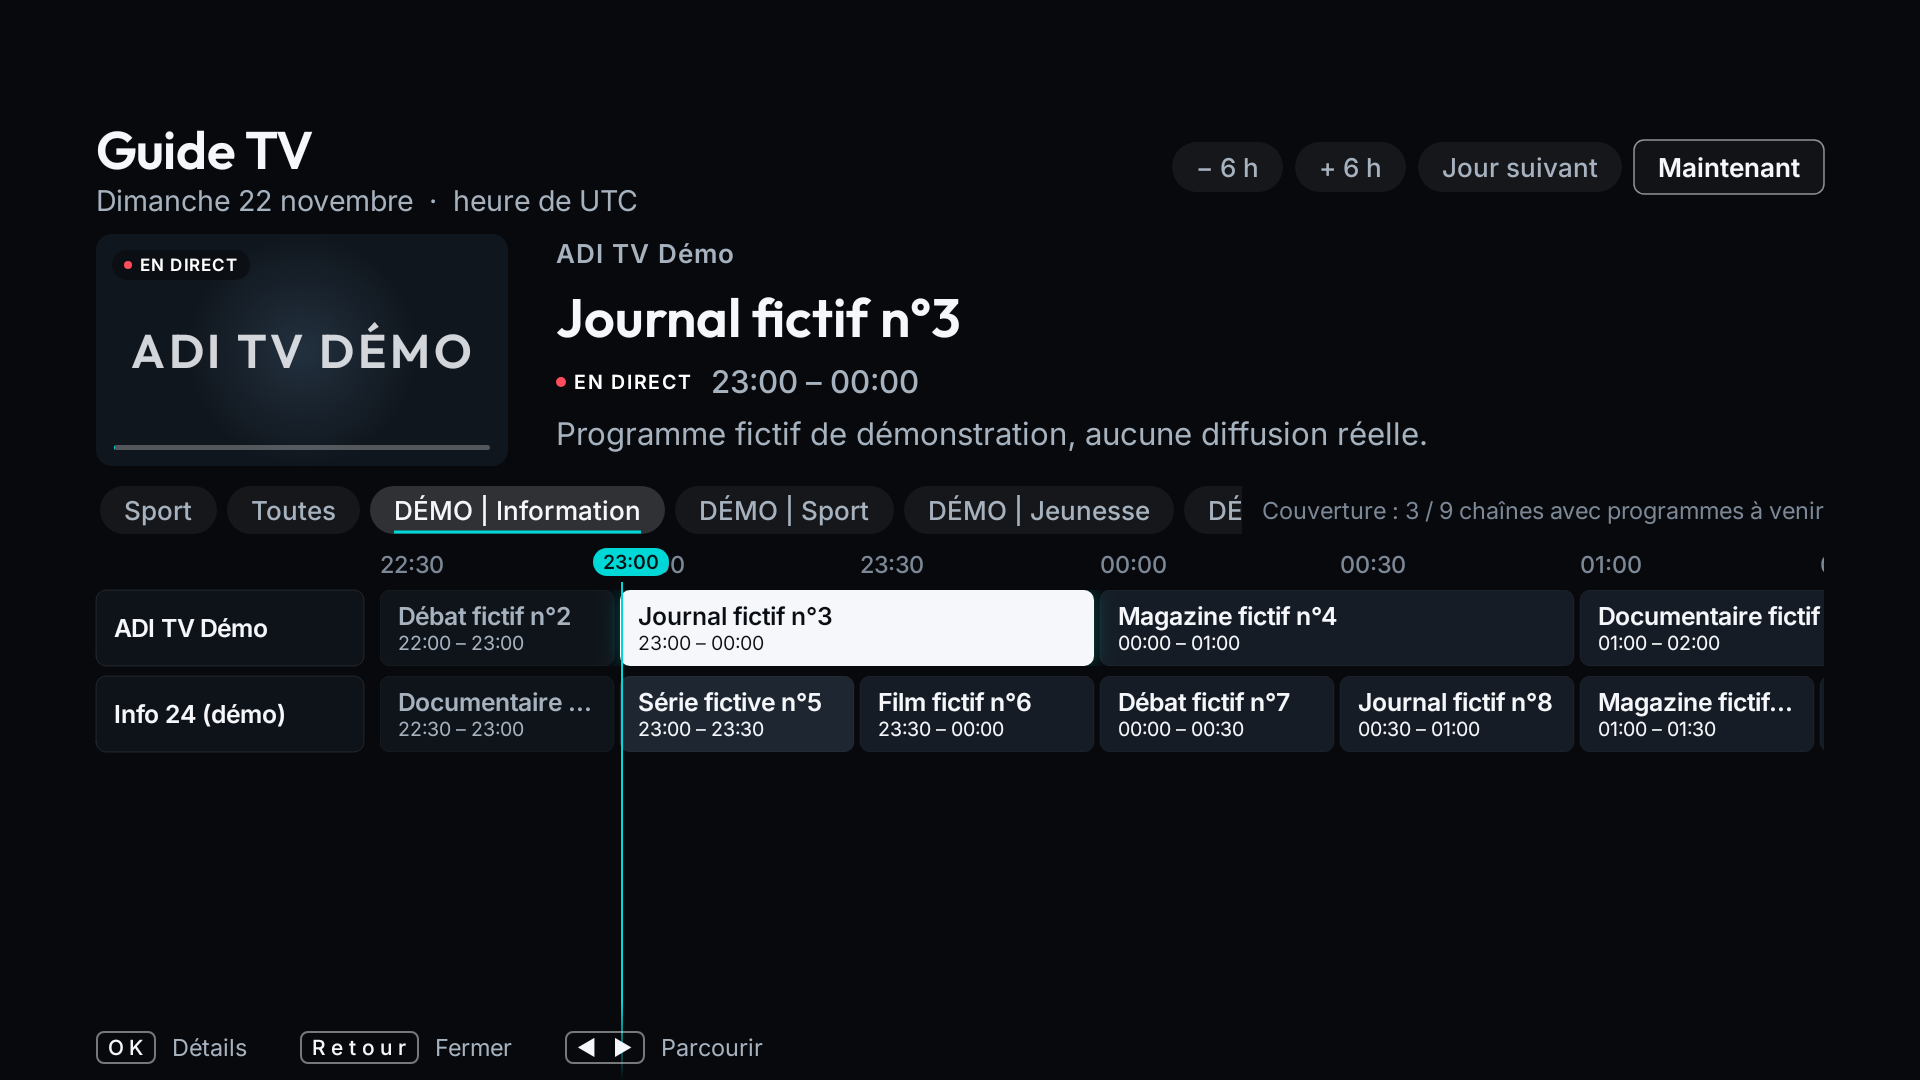 Guide TV
Dimanche 22 novembre · heure de UTC
− 6 h
+ 6 h
Jour suivant
Maintenant
EN DIRECT
ADI TV DÉMO
ADI TV Démo
Journal fictif n°3
EN DIRECT 23:00 – 00:00
Programme fictif de démonstration, aucune diffusion réelle.
Sport
Toutes
DÉMO | Information
DÉMO | Sport
DÉMO | Jeunesse
DÉ
Couverture : 3 / 9 chaînes avec programmes à venir
22:30
23:00
0
23:30
00:00
00:30
01:00
ADI TV Démo
Débat fictif n°2
22:00 – 23:00
Journal fictif n°3
23:00 – 00:00
Magazine fictif n°4
00:00 – 01:00
Documentaire fictif
01:00 – 02:00
Info 24 (démo)
Documentaire ...
22:30 – 23:00
Série fictive n°5
23:00 – 23:30
Film fictif n°6
23:30 – 00:00
Débat fictif n°7
00:00 – 00:30
Journal fictif n°8
00:30 – 01:00
Magazine fictif...
01:00 – 01:30
OK Détails
Retour Fermer
◀ ▶ Parcourir